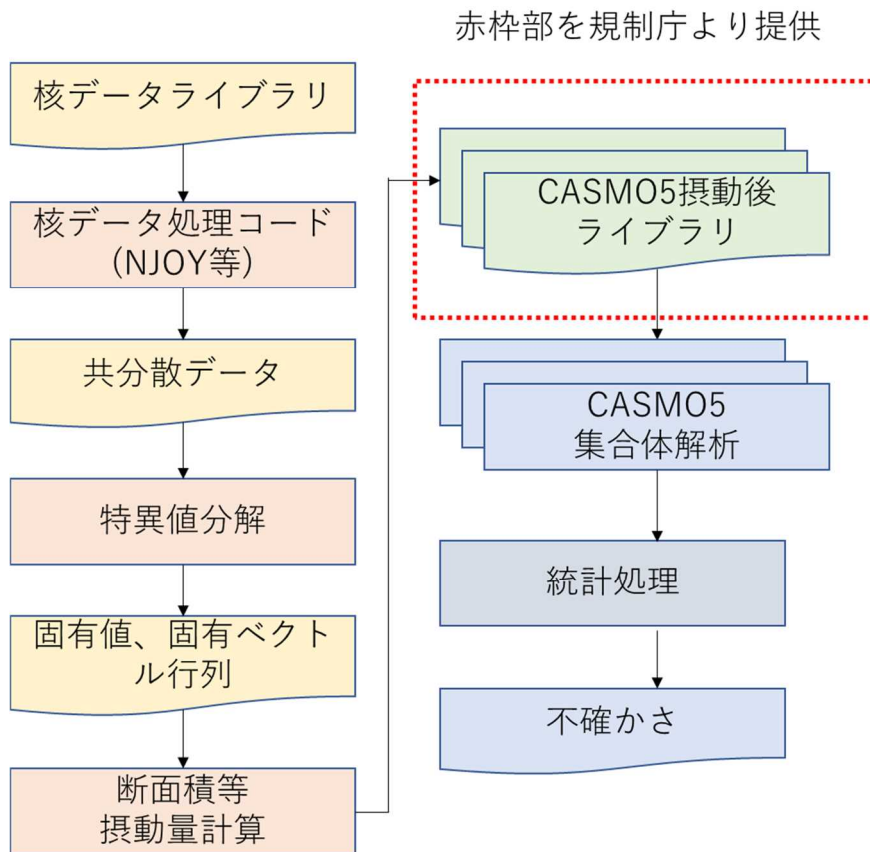 赤枠部を規制庁より提供
核データライブラリ
核データ処理コード
(NJOY等)
共分散データ
特異値分解
固有値、固有ベクト
ル行列
断面積等
摂動量計算
CASMO5摂動後
ライブラリ
CASMO5
集合体解析
統計処理
不確かさ